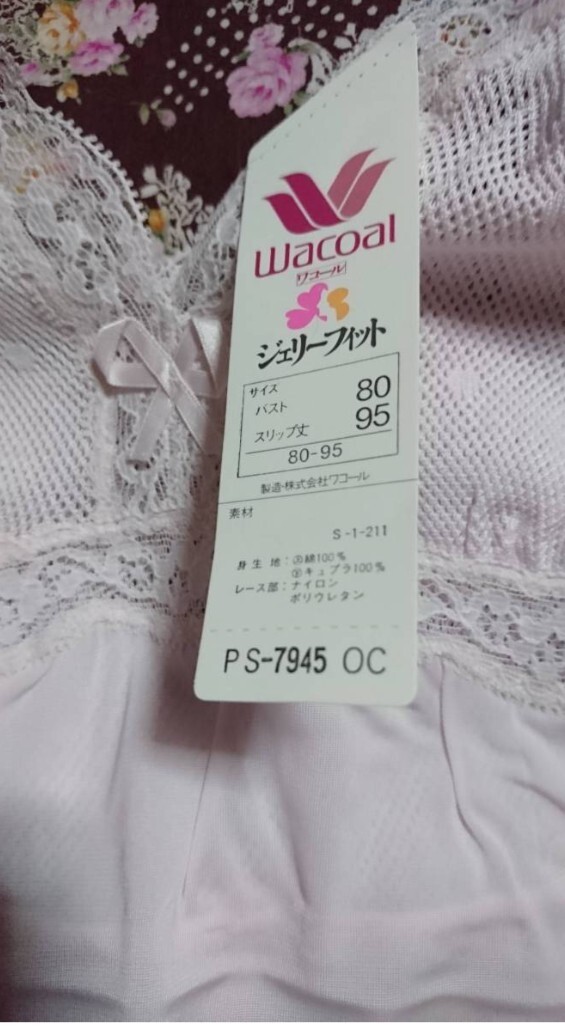 Wacoal
ワコール
ジェリーフィット
サイズ
バスト 80
スリップ丈 95
80-95
製造・株式会社ワコール
素材
S-1-211
身生地:㋐綿100%
キュプラ100%
レース部:ナイロン
ポリウレタン
PS-7945 OC